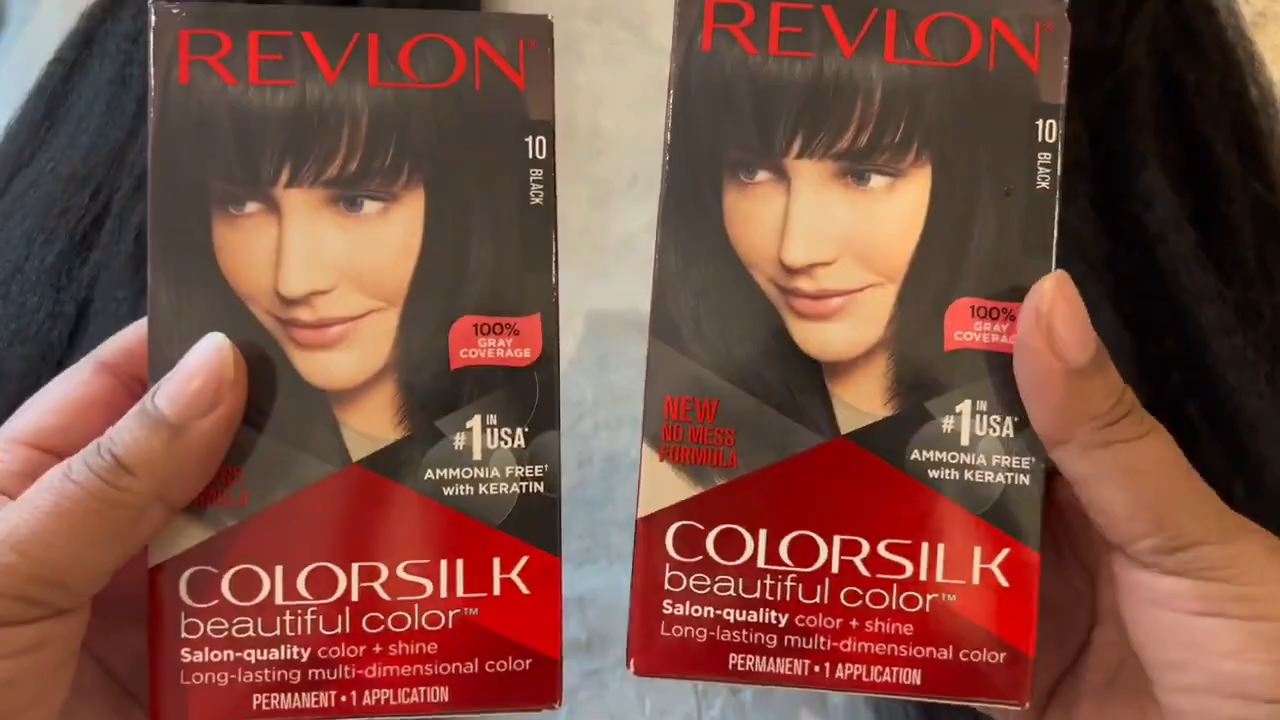 REVLON®
10 BLACK
100%
GRAY
COVERAGE
#1 IN USA*
AMMONIA FREE†
with KERATIN
COLORSILK
beautiful color™
Salon-quality color + shine
Long-lasting multi-dimensional color
PERMANENT • 1 APPLICATION
REVLON®
10 BLACK
100%
GRAY
NEW
NO MESS
FORMULA
#1 IN USA*
AMMONIA FREE†
with KERATIN
COLORSILK
beautiful color™
Salon-quality color + shine
Long-lasting multi-dimensional color
PERMANENT • 1 APPLICATION